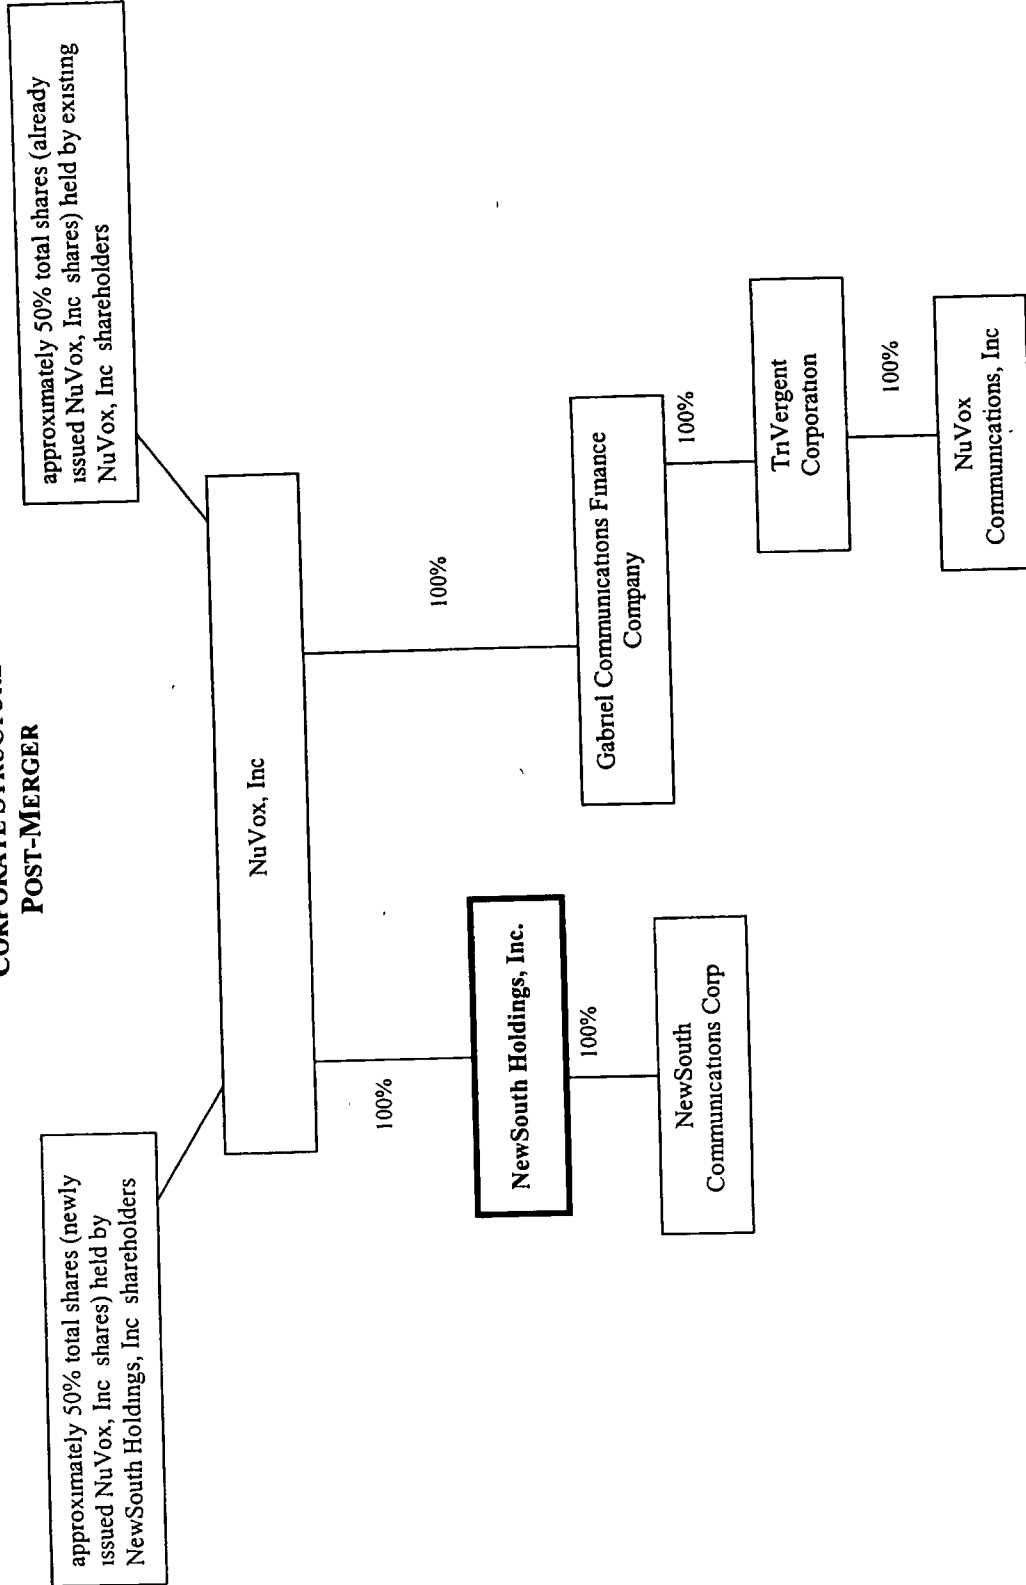 CORPORATE STRUCTURE
POST-MERGER
approximately 50% total shares (newly
issued NuVox, Inc shares) held by
NewSouth Holdings, Inc shareholders
approximately 50% total shares (already
issued NuVox, Inc shares) held by existing
NuVox, Inc shareholders
NuVox, Inc
100%
100%
NewSouth Holdings, Inc.
Gabriel Communications Finance
Company
100%
100%
NewSouth
Communications Corp
TriVergent
Corporation
100%
NuVox
Communications, Inc